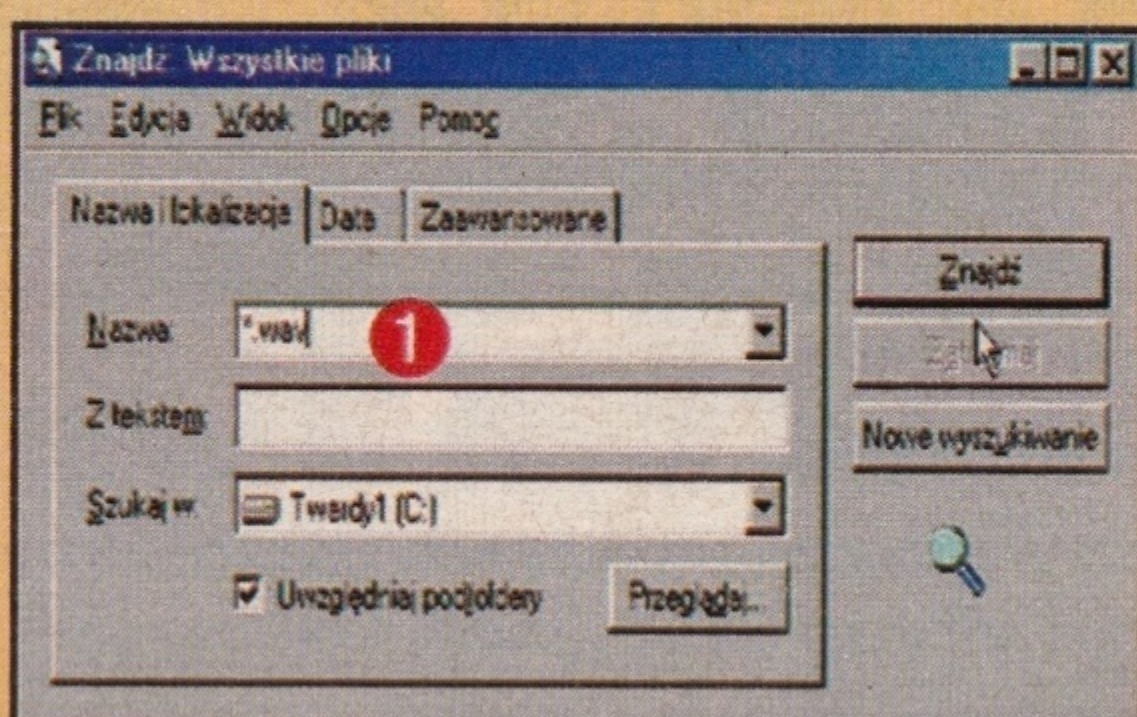 Znajdź: Wszystkie pliki
Plik Edycja Widok Opcje Pomoc
Nazwa i lokalizacja Data Zaawansowane
Nazwa: *.wav 1
Z tekstem:
Szukaj w: Twardy1 (C:)
Uwzględniaj podfoldery Przeglądaj...
Znajdź
Nowe wyszukiwanie